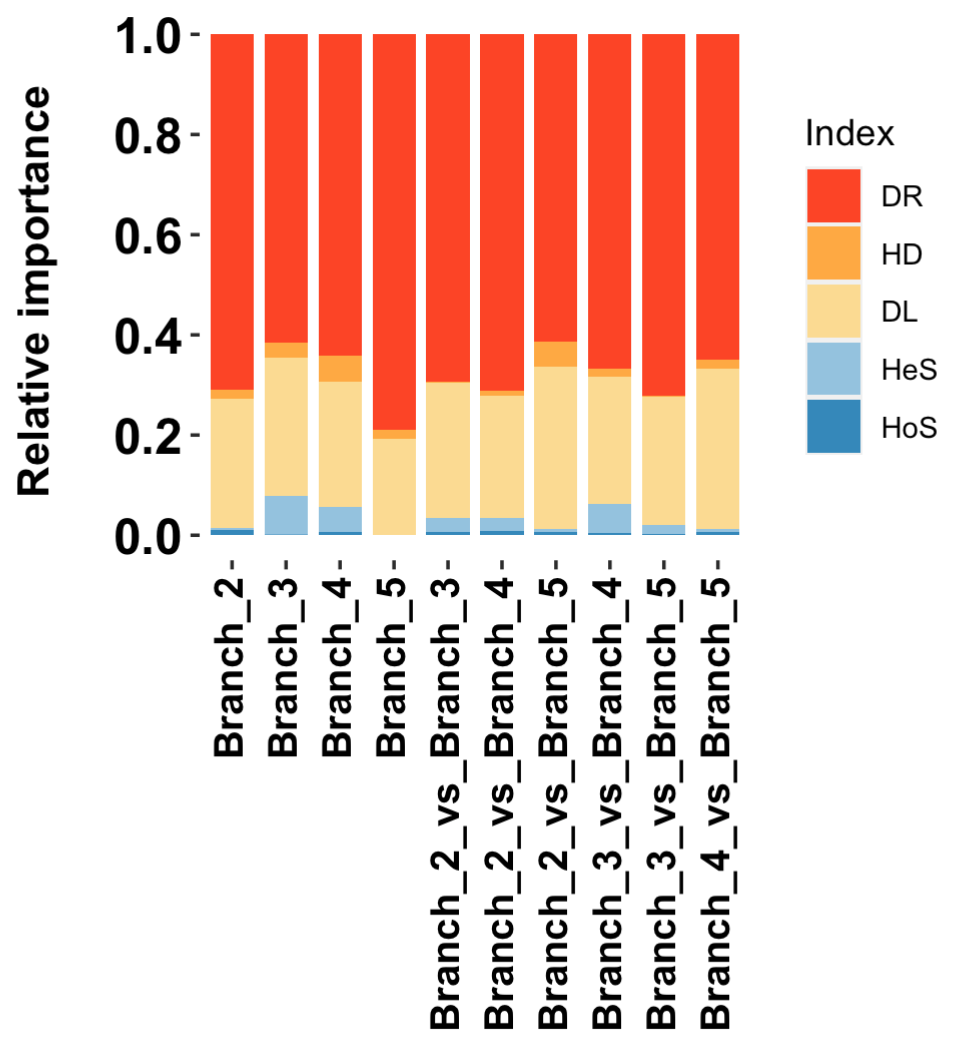 Relative importance
1.0
0.8
0.6
0.4
0.2
0.0
Branch_2
Branch_3
Branch_4
Branch_5
Branch_2_vs_Branch_3
Branch_2_vs_Branch_4
Branch_2_vs_Branch_5
Branch_3_vs_Branch_4
Branch_3_vs_Branch_5
Branch_4_vs_Branch_5
Index
DR
HD
DL
HeS
HoS